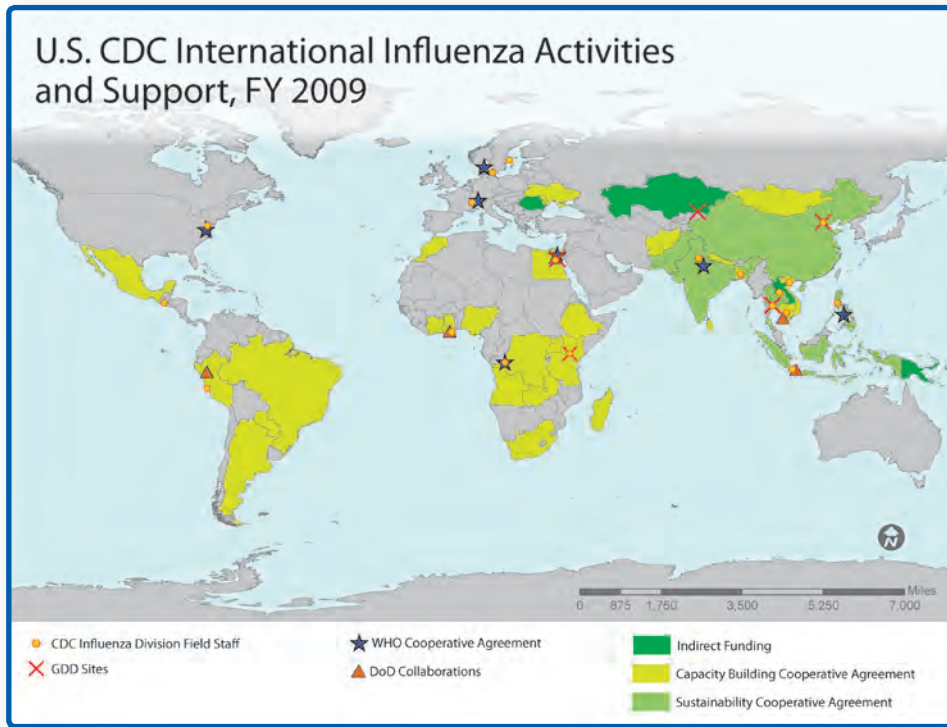 U.S. CDC International Influenza Activities
and Support, FY 2009
N
Miles
0 875 1,750 3,500 5,250 7,000
CDC Influenza Division Field Staff
GDD Sites
WHO Cooperative Agreement
DoD Collaborations
Indirect Funding
Capacity Building Cooperative Agreement
Sustainability Cooperative Agreement